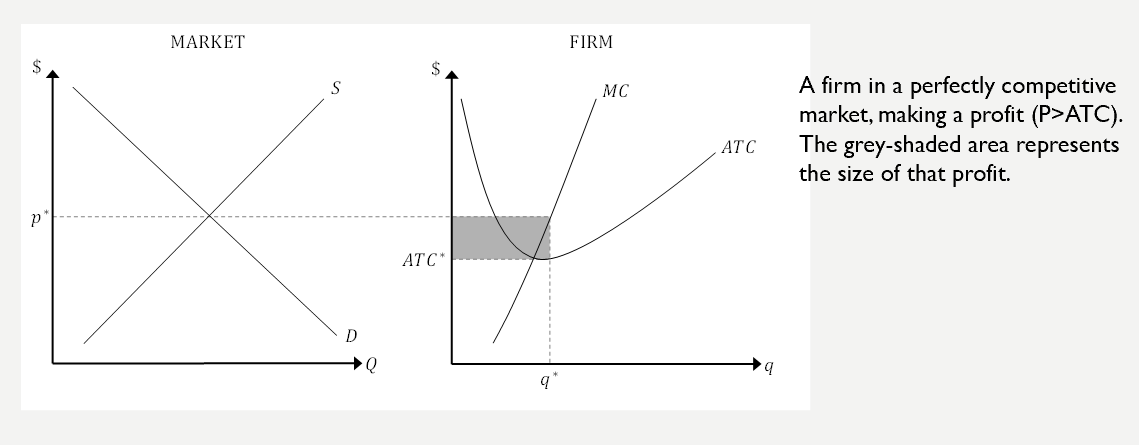 MARKET
FIRM
$
S
p*
D
Q
$
MC
ATC
ATC*
q*
q
A firm in a perfectly competitive
market, making a profit (P>ATC).
The grey-shaded area represents
the size of that profit.